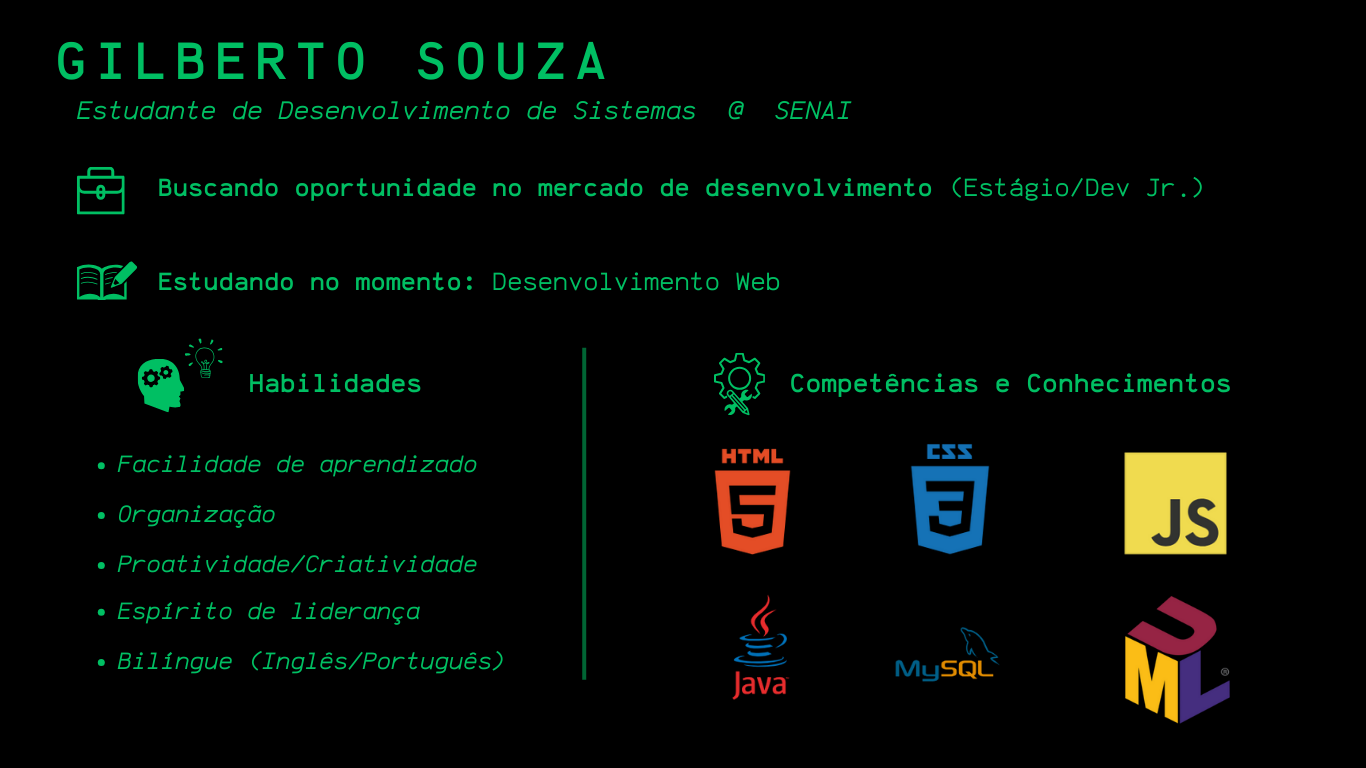 GILBERTO SOUZA
Estudante de Desenvolvimento de Sistemas @ SENAI
Buscando oportunidade no mercado de desenvolvimento (Estágio/Dev Jr.)
Estudando no momento: Desenvolvimento Web
Habilidades
• Facilidade de aprendizado
• Organização
• Proatividade/Criatividade
• Espírito de liderança
• Bilíngue (Inglês/Português)
Competências e Conhecimentos
HTML 5
CSS 3
JS
Java
MySQL
UML ®